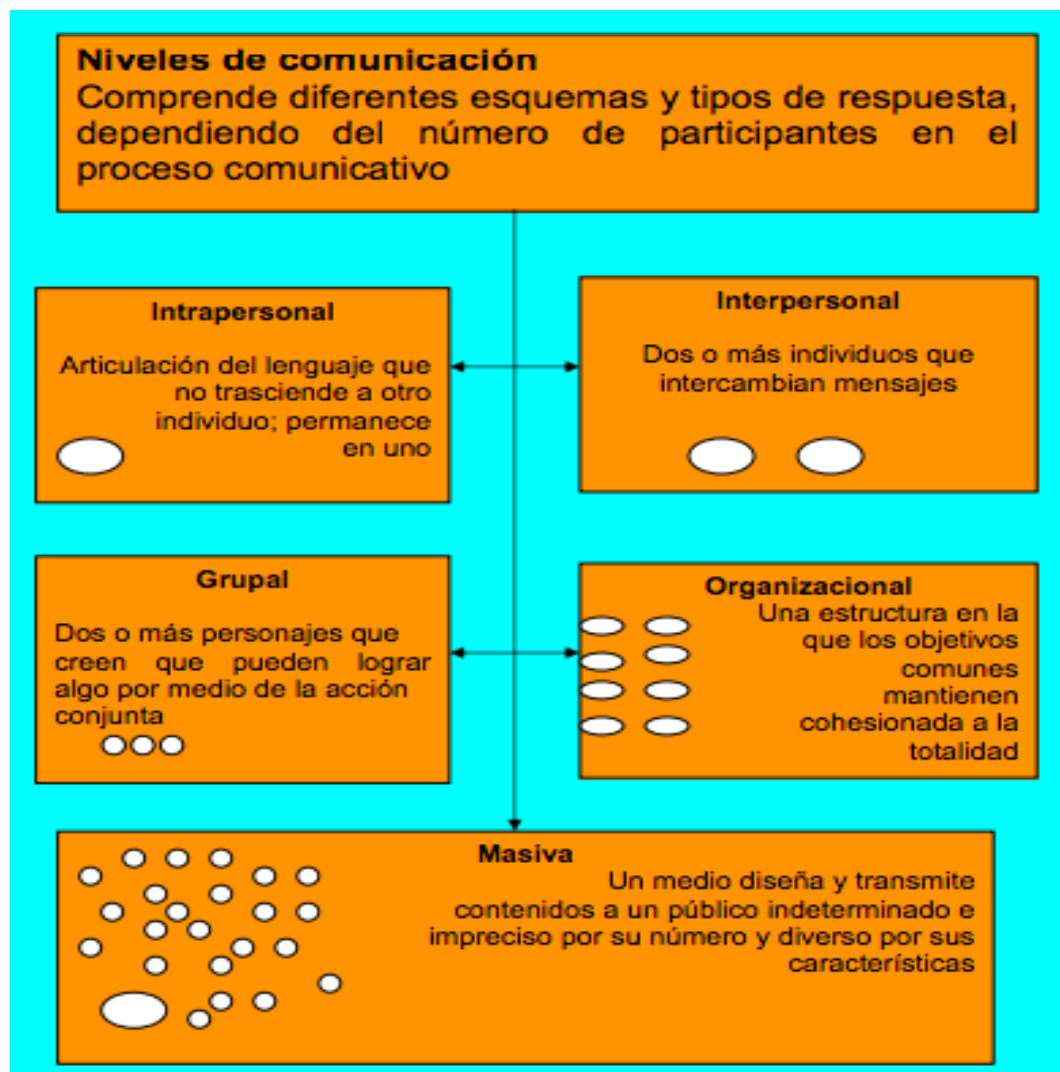 Niveles de comunicación
Comprende diferentes esquemas y tipos de respuesta,
dependiendo del número de participantes en el
proceso comunicativo
Intrapersonal
Articulación del lenguaje que
no trasciende a otro
individuo; permanece
en uno
Interpersonal
Dos o más individuos que
intercambian mensajes
Grupal
Dos o más personajes que
creen que pueden lograr
algo por medio de la acción
conjunta
Organizacional
Una estructura en la
que los objetivos
comunes
mantienen
cohesionada a la
totalidad
Masiva
Un medio diseña y transmite
contenidos a un público indeterminado e
impreciso por su número y diverso por sus
características